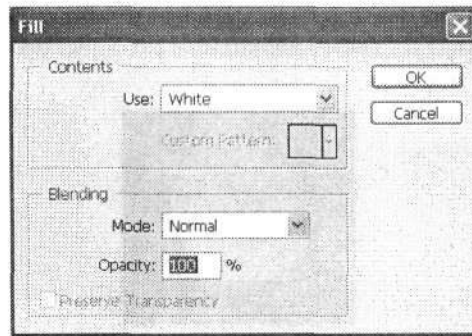 Fill
Contents
Use: White
Custom Pattern:
OK
Cancel
Blending
Mode: Normal
Opacity: 100 %
Preserve Transparency